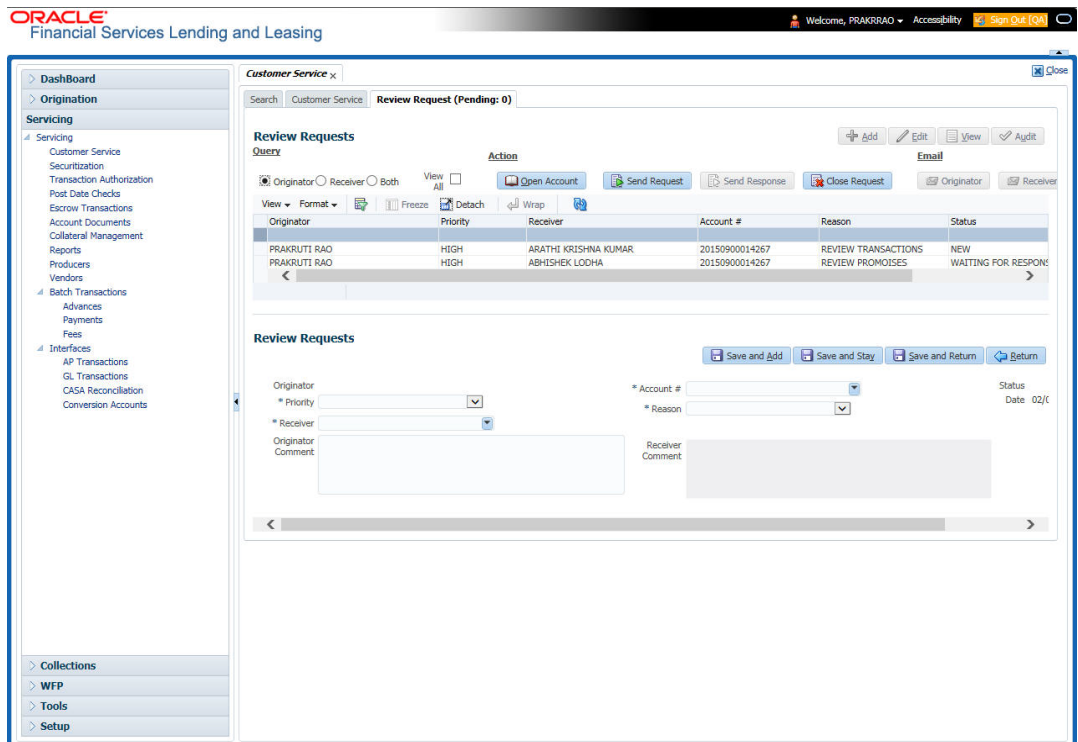 ORACLE
Financial Services Lending and Leasing
Welcome, PRAKRRAO Accessibility Sign Out [QA]
Close
DashBoard
Origination
Servicing
Servicing
Customer Service
Securitization
Transaction Authorization
Post Date Checks
Escrow Transactions
Account Documents
Collateral Management
Reports
Producers
Vendors
Batch Transactions
Advances
Payments
Fees
Interfaces
AP Transactions
GL Transactions
CASA Reconciliation
Conversion Accounts
Collections
WFP
Tools
Setup
Customer Service
Search Customer Service Review Request (Pending: 0)
Review Requests
Add Edit View Audit
Query Action Email
Originator Receiver Both View All Open Account Send Request Send Response Close Request Originator Receiver
View Format Freeze Detach Wrap
Originator Priority Receiver Account # Reason Status
PRAKRUTI RAO HIGH ARATHI KRISHNA KUMAR 20150900014267 REVIEW TRANSACTIONS NEW
PRAKRUTI RAO HIGH ABHISHEK LODHA 20150900014267 REVIEW PROMOISES WAITING FOR RESPONS
Review Requests
Save and Add Save and Stay Save and Return Return
Originator * Account # Status
* Priority * Reason Date 02/0
* Receiver
Originator Comment Receiver Comment